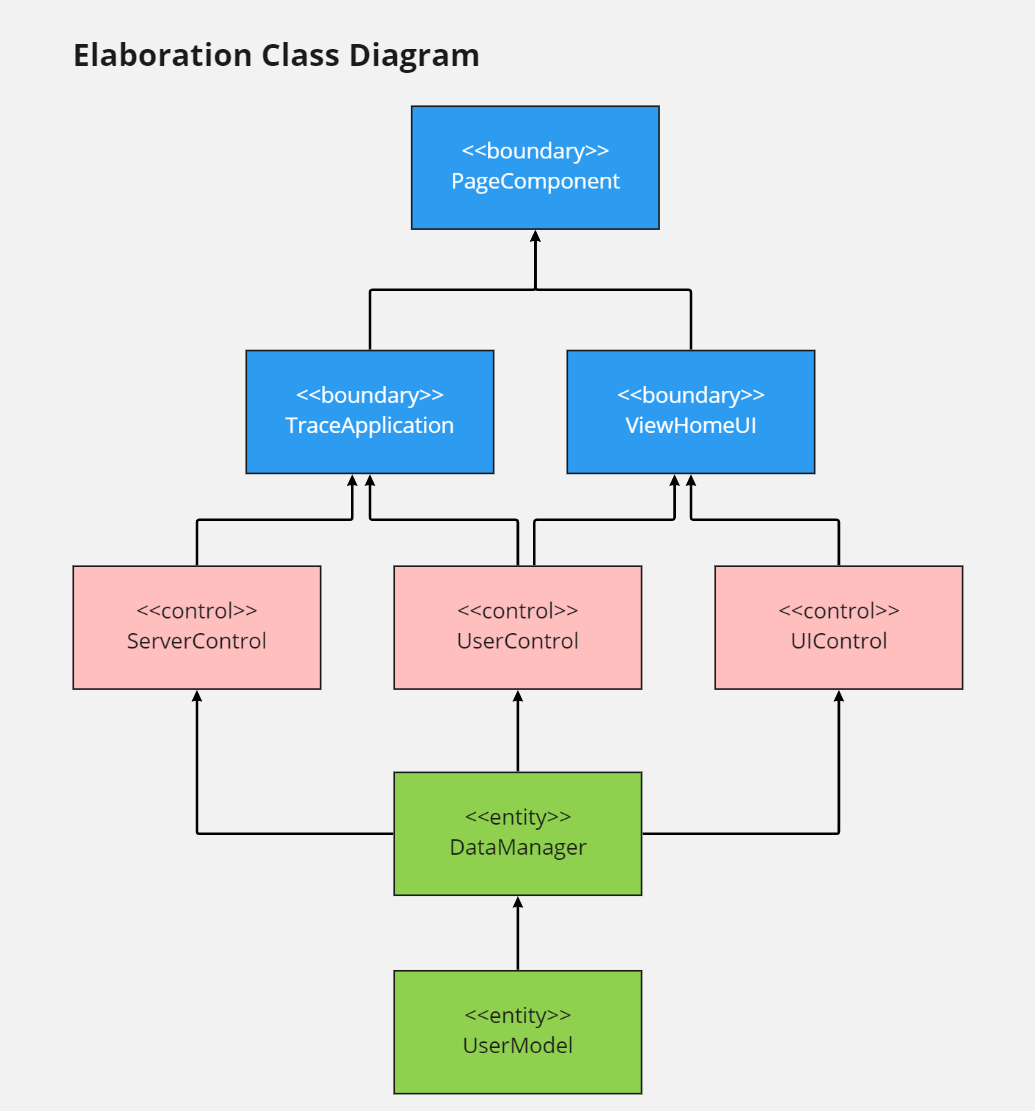 Elaboration Class Diagram
<<boundary>>
PageComponent
<<boundary>>
TraceApplication
<<boundary>>
ViewHomeUI
<<control>>
ServerControl
<<control>>
UserControl
<<control>>
UIControl
<<entity>>
DataManager
<<entity>>
UserModel